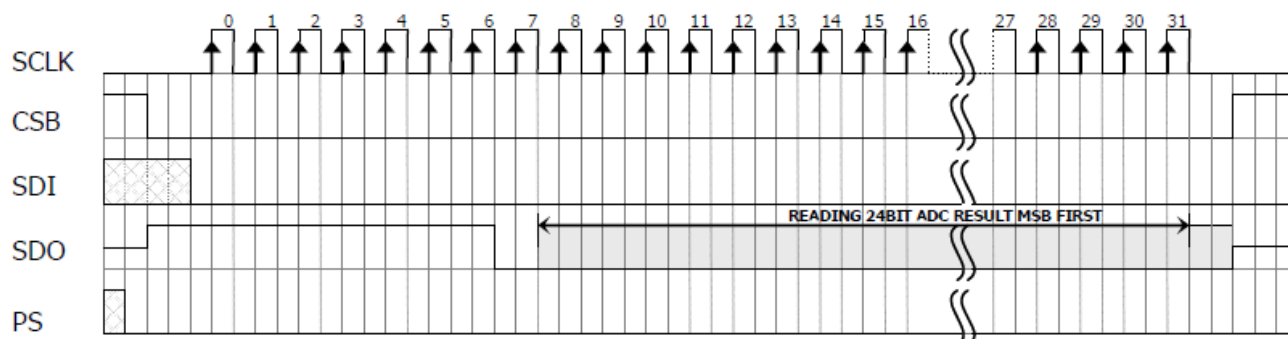 0 1 2 3 4 5 6 7 8 9 10 11 12 13 14 15 16 27 28 29 30 31
SCLK
CSB
SDI
READING 24BIT ADC RESULT MSB FIRST
SDO
PS